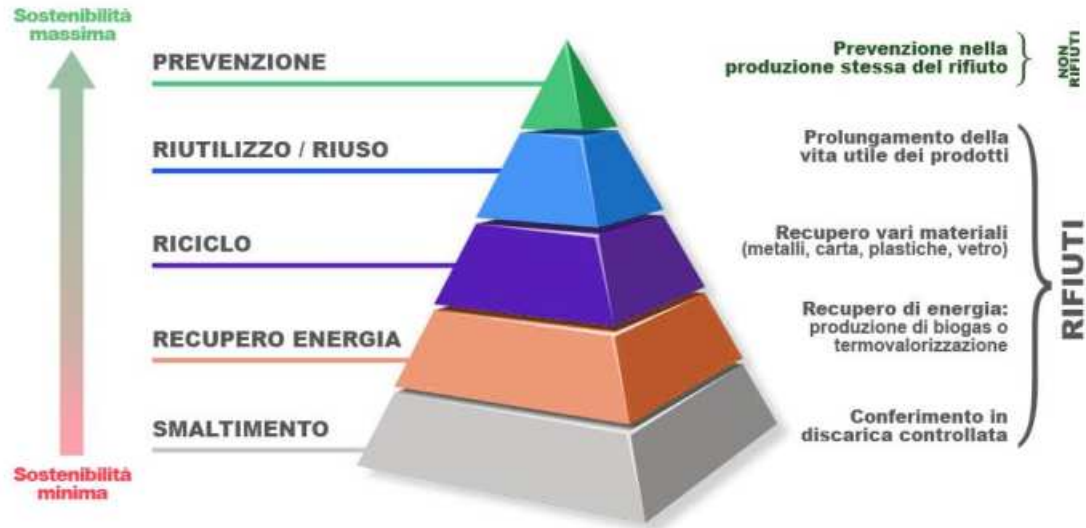 Sostenibilità
massima
PREVENZIONE
Prevenzione nella
produzione stessa del rifiuto
NON
RIFIUTI
RIUTILIZZO / RIUSO
Prolungamento della
vita utile dei prodotti
RICICLO
Recupero vari materiali
(metalli, carta, plastiche, vetro)
RIFIUTI
RECUPERO ENERGIA
Recupero di energia:
produzione di biogas o
termovalorizzazione
SMALTIMENTO
Conferimento in
discarica controllata
Sostenibilità
minima